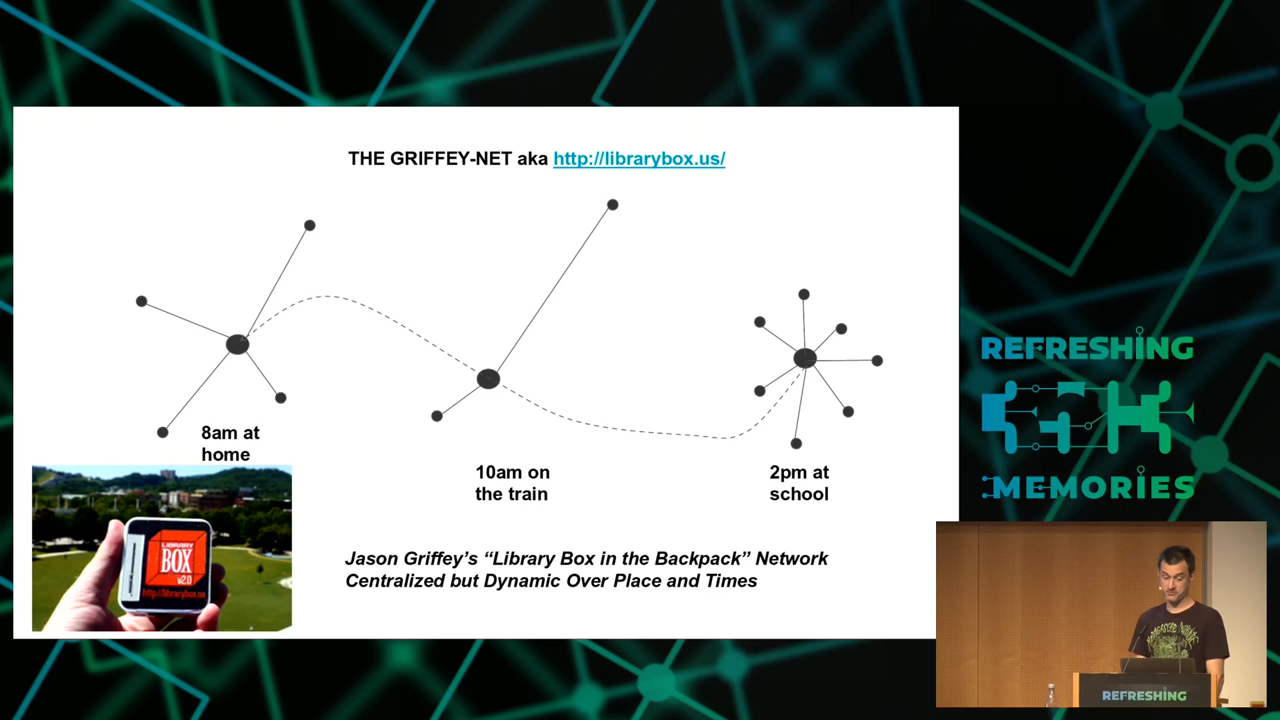 THE GRIFFEY-NET aka http://librarybox.us/
8am at
home
10am on
the train
2pm at
school
LIBRARY
BOX
v2.0
http://librarybox.us
Jason Griffey's “Library Box in the Backpack” Network
Centralized but Dynamic Over Place and Times
REFRESHING
MEMORIES
REFRESHING